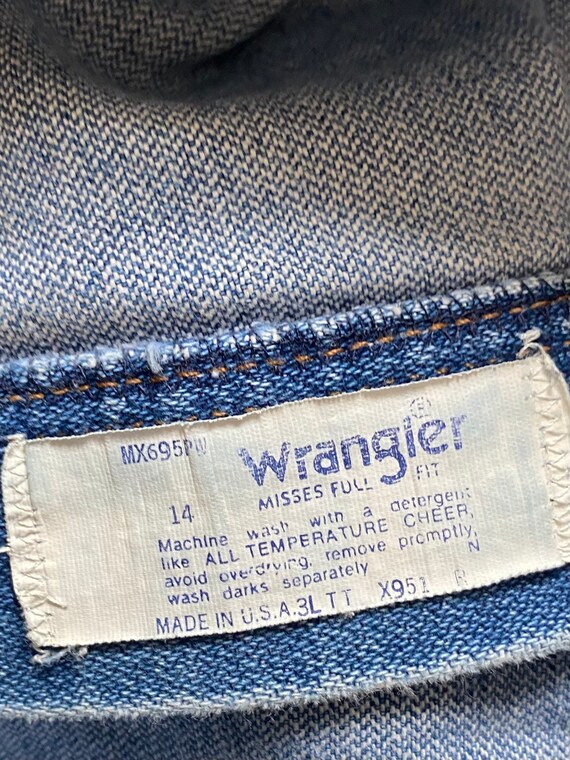 MX695PW
Wrangler®
MISSES FULL FIT
14
Machine wash with a detergent
like ALL TEMPERATURE CHEER,
avoid overdrying, remove promptly,
wash darks separately N
MADE IN U.S.A. 3L TT X951 R